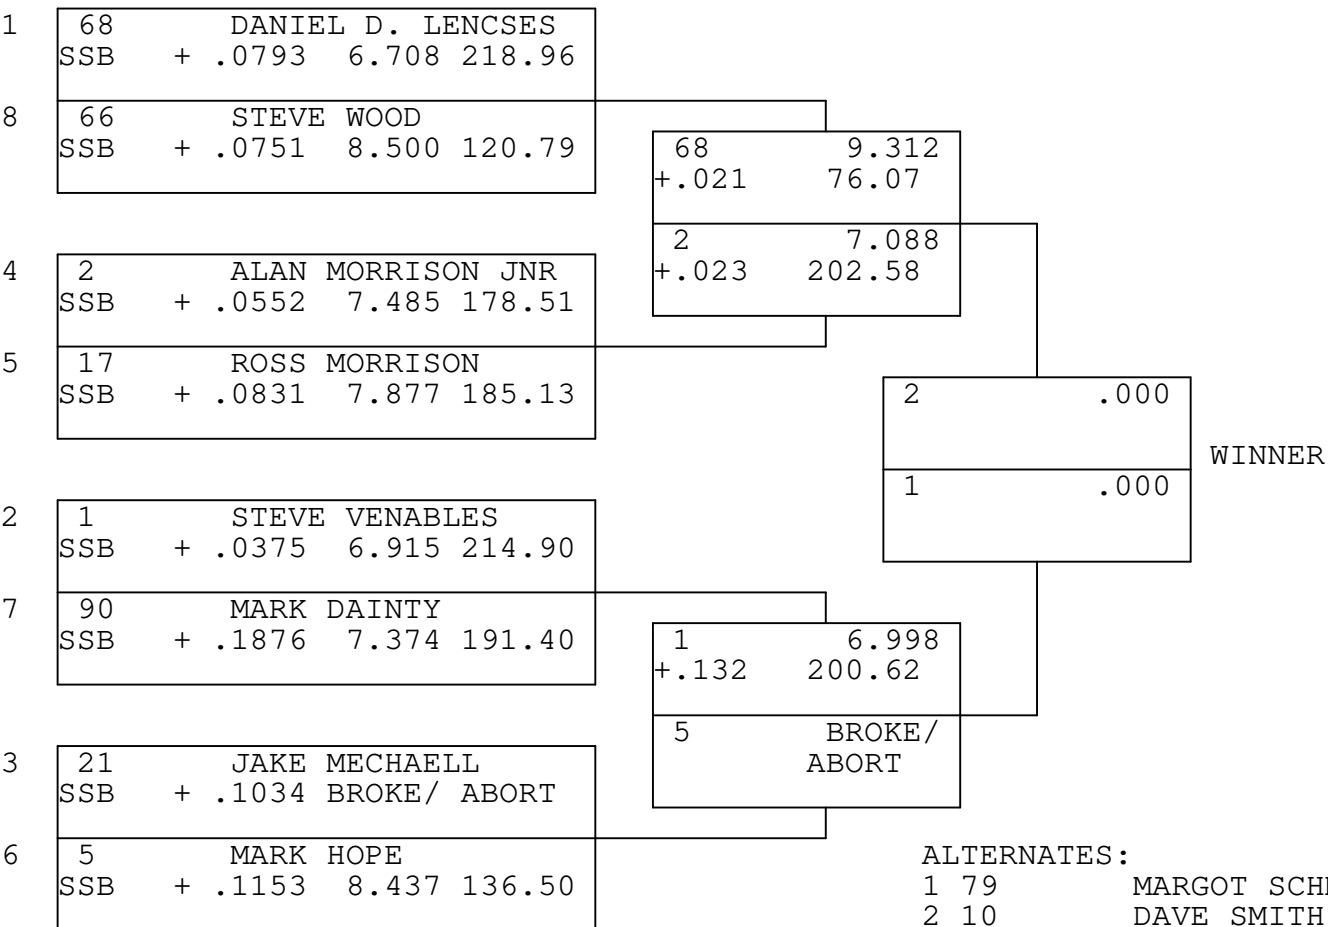 1 68 DANIEL D. LENCSES
SSB + .0793 6.708 218.96
8 66 STEVE WOOD
SSB + .0751 8.500 120.79
68 9.312
+.021 76.07
2 7.088
+.023 202.58
4 2 ALAN MORRISON JNR
SSB + .0552 7.485 178.51
5 17 ROSS MORRISON
SSB + .0831 7.877 185.13
2 .000
WINNER
1 .000
2 1 STEVE VENABLES
SSB + .0375 6.915 214.90
7 90 MARK DAINTY
SSB + .1876 7.374 191.40
1 6.998
+.132 200.62
5 BROKE/
ABORT
3 21 JAKE MECHAELL
SSB + .1034 BROKE/ ABORT
6 5 MARK HOPE
SSB + .1153 8.437 136.50
ALTERNATES:
1 79 MARGOT
2 10 DAVE SMITH